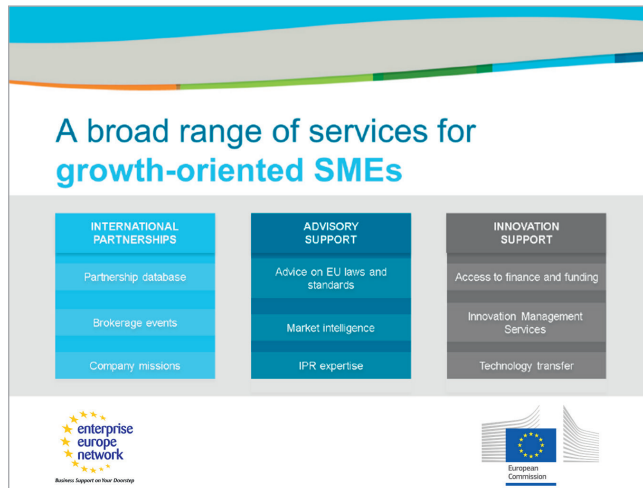 A broad range of services for
growth-oriented SMEs
INTERNATIONAL
PARTNERSHIPS
Partnership database
Brokerage events
Company missions
ADVISORY
SUPPORT
Advice on EU laws and
standards
Market intelligence
IPR expertise
INNOVATION
SUPPORT
Access to finance and funding
Innovation Management
Services
Technology transfer
enterprise
europe
network
Business Support on Your Doorstep
European
Commission